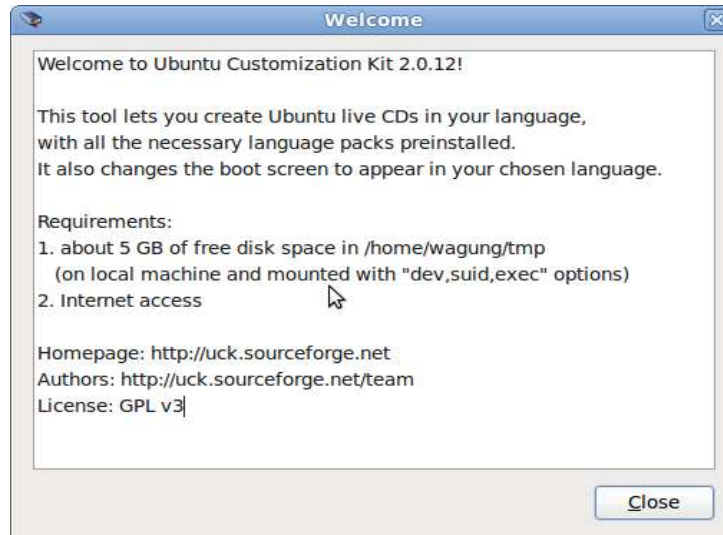 Welcome
Welcome to Ubuntu Customization Kit 2.0.12!
This tool lets you create Ubuntu live CDs in your language,
with all the necessary language packs preinstalled.
It also changes the boot screen to appear in your chosen language.
Requirements:
1. about 5 GB of free disk space in /home/wagung/tmp
(on local machine and mounted with "dev,suid,exec" options)
2. Internet access
Homepage: http://uck.sourceforge.net
Authors: http://uck.sourceforge.net/team
License: GPL v3
Close